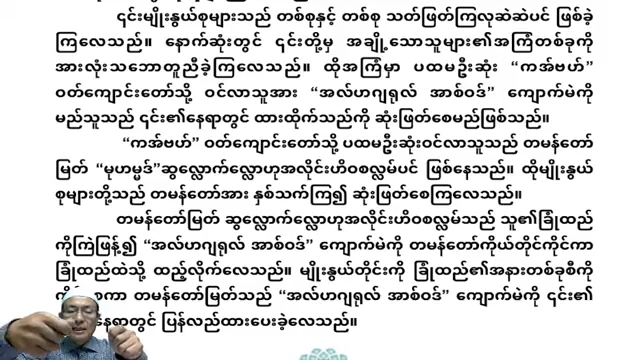 ၎င်းမျိုးနွယ်စုများသည် တစ်စုနှင့် တစ်စု သတ်ဖြတ်ကြလုဆဲဆဲပင် ဖြစ်ခဲ့
ကြလေသည်။ နောက်ဆုံးတွင် ၎င်းတို့မှ အချို့သောသူများ၏အကြံတစ်ခုကို
အားလုံးသဘောတူညီခဲ့ကြလေသည်။ ထိုအကြံမှာ ပထမဦးဆုံး “ကအ်ဗဟ်”
ဝတ်ကျောင်းတော်သို့ ဝင်လာသူအား “အလ်ဟဂျရုလ် အာစ်ဝဒ်” ကျောက်မဲကို
မည်သူသည် ၎င်း၏နေရာတွင် ထားထိုက်သည်ကို ဆုံးဖြတ်စေမည်ဖြစ်သည်။
“ကအ်ဗဟ်” ဝတ်ကျောင်းတော်သို့ ပထမဦးဆုံးဝင်လာသူသည် တမန်တော်
မြတ် “မုဟမ္မဒ်”ဆွလ္လောက်လ္လောဟုအလိုင်းဟိဝစလ္လမ်ပင် ဖြစ်နေသည်။ ထိုမျိုးနွယ်
စုများတို့သည် တမန်တော်အား နှစ်သက်ကြ၍ ဆုံးဖြတ်စေကြလေသည်။
တမန်တော်မြတ် ဆွလ္လောက်လ္လောဟုအလိုင်းဟိဝစလ္လမ်သည် သူ၏ခြုံထည်
ကိုကြဲဖြန့်၍ “အလ်ဟဂျရုလ် အာစ်ဝဒ်” ကျောက်မဲကို တမန်တော်ကိုယ်တိုင်ကိုင်ကာ
ခြုံထည်ထဲသို့ ထည့်လိုက်လေသည်။ မျိုးနွယ်တိုင်းကို ခြုံထည်၏အနားတစ်ခုစီကို
တမန်တော်မြတ်သည် “အလ်ဟဂျရုလ် အာစ်ဝဒ်” ကျောက်မဲကို ၎င်း၏
နေရာတွင် ပြန်လည်ထားပေးခဲ့လေသည်။